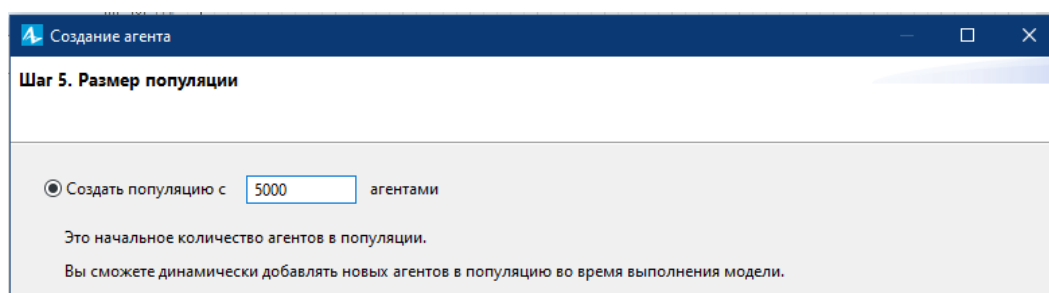 Создание агента
Шаг 5. Размер популяции
Создать популяцию с 5000 агентами
Это начальное количество агентов в популяции.
Вы сможете динамически добавлять новых агентов в популяцию во время выполнения модели.